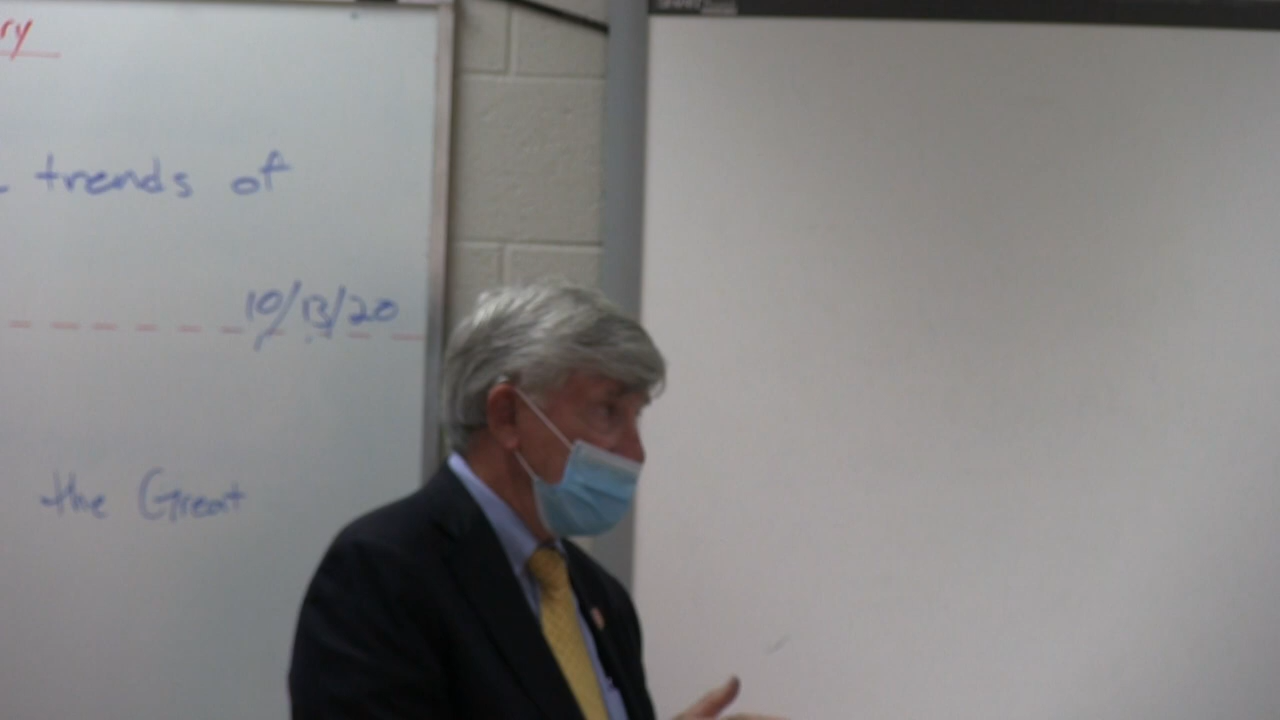 ry
trends of
10/13/20
the Great